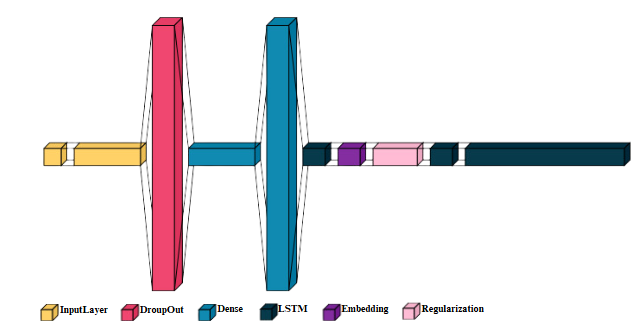 InputLayer DroupOut Dense LSTM Embedding Regularization